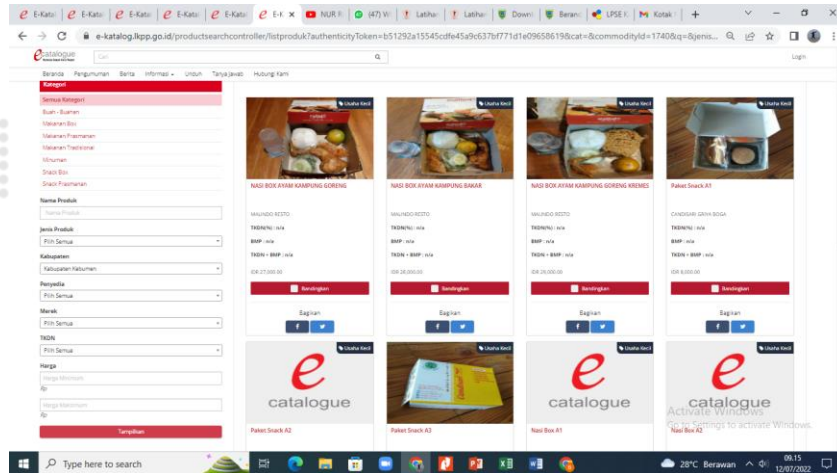 E-Katal
E-Katal
E-Katal
E-Katal
E-Katal
E-K
NUR R
(47) W
Latihan
Latihan
Downl
Beran
LPSE K
Kotak
e-katalog.lkpp.go.id/productsearchcontroller/listproduk?authenticityToken=b51292a15545cdfe45a9c637bf771d1e09658619&cat=&commodityId=1740&q=&jenis...
catalogue
Cari
Login
Beranda Pengumuman Berita Informasi Unduh Tanya Jawab Hubungi Kami
Kategori
Semua Kategori
Buah - Buahan
Makanan Box
Makanan Prasmanan
Makanan Tradisional
Minuman
Snack Box
Snack Prasmanan
Nama Produk
Nama Produk
Jenis Produk
Pilih Semua
Kabupaten
Kabupaten Kebumen
Penyedia
Pilih Semua
Merek
Pilih Semua
TKDN
Pilih Semua
Harga
Harga Minimum
Rp
Harga Maksimum
Rp
Tampilkan
Usaha Kecil
NASI BOX AYAM KAMPUNG GORENG
MALINDO RESTO
TKDN(%) : n/a
BMP : n/a
TKDN + BMP : n/a
IDR 27.000,00
Bandingkan
Bagikan
Usaha Kecil
NASI BOX AYAM KAMPUNG BAKAR
MALINDO RESTO
TKDN(%) : n/a
BMP : n/a
TKDN + BMP : n/a
IDR 28.000,00
Bandingkan
Bagikan
Usaha Kecil
NASI BOX AYAM KAMPUNG GORENG KREMES
MALINDO RESTO
TKDN(%) : n/a
BMP : n/a
TKDN + BMP : n/a
IDR 29.000,00
Bandingkan
Bagikan
Usaha Kecil
Paket Snack A1
CANDISARI GRIYA BOGA
TKDN(%) : n/a
BMP : n/a
TKDN + BMP : n/a
IDR 8.000,00
Bandingkan
Bagikan
Usaha Kecil
e
catalogue
Paket Snack A2
Usaha Kecil
Paket Snack A3
Usaha Kecil
e
catalogue
Nasi Box A1
Usaha Kecil
e
catalogue
Nasi Box A2
Activate Windows
Go to Settings to activate Windows.
Type here to search
28°C Berawan
09.15
12/07/2022